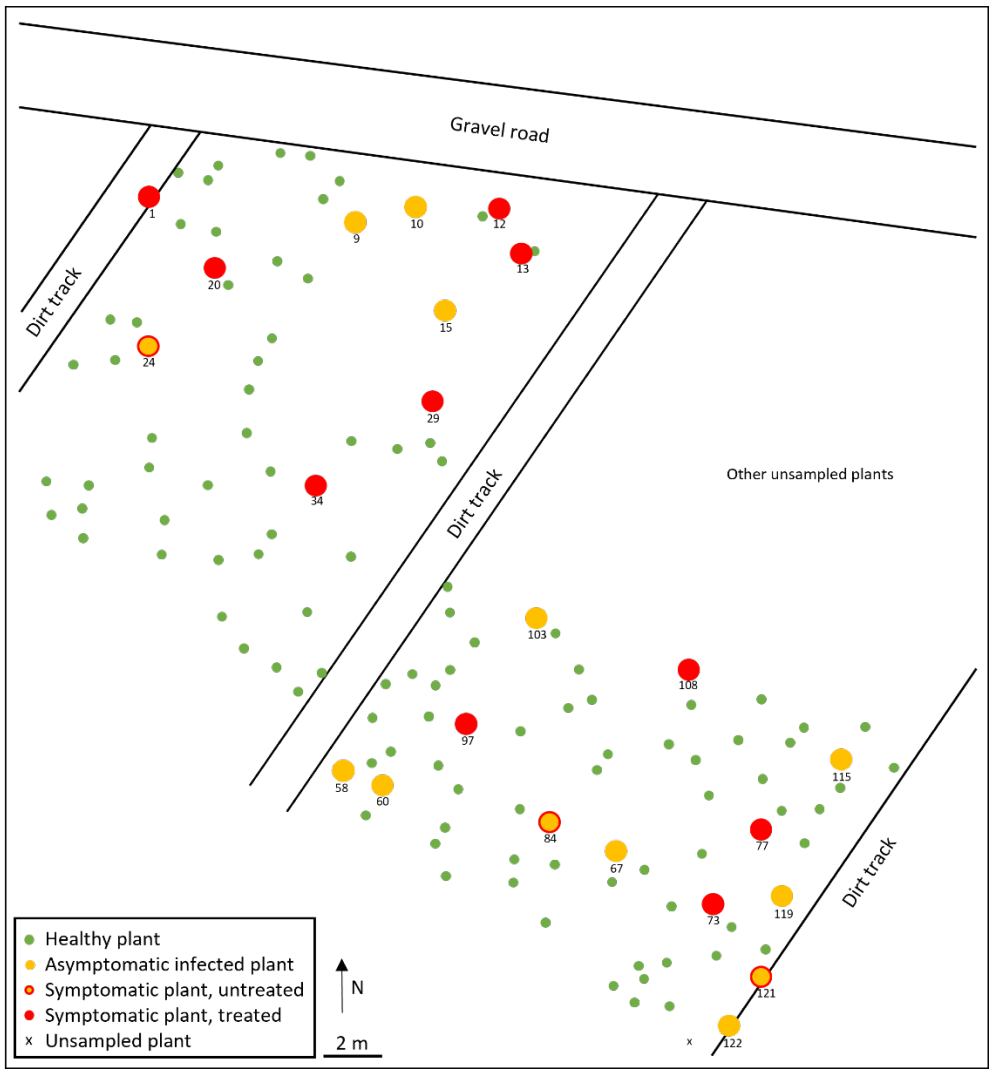 Gravel road
1
9
10
12
13
20
Dirt track
15
24
29
Other unsampled plants
34
Dirt track
103
108
97
115
58
60
84
77
67
Dirt track
119
73
121
122
x
Healthy plant
Asymptomatic infected plant
Symptomatic plant, untreated
Symptomatic plant, treated
x Unsampled plant
N
2 m